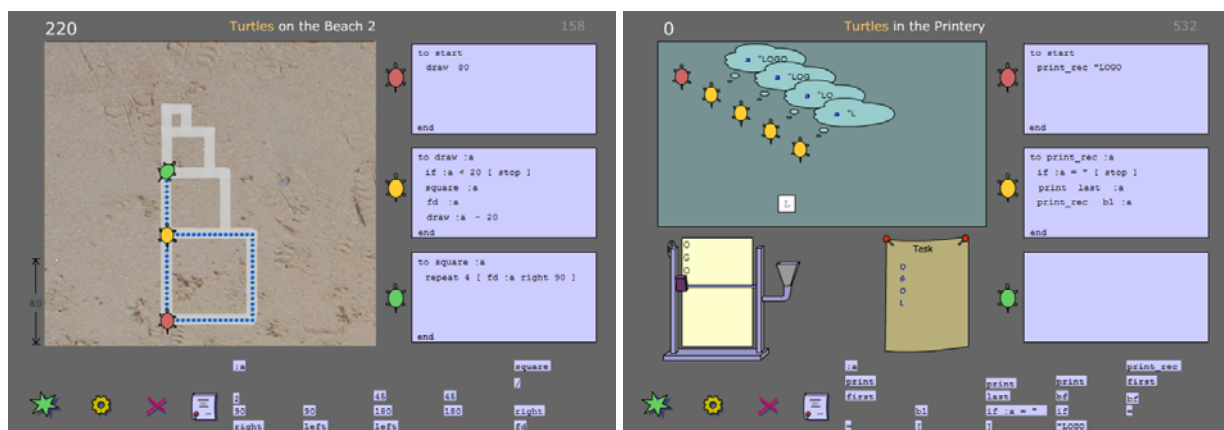 220 Turtles on the Beach 2 158
to start
draw 80
end
to draw :a
if :a < 20 [ stop ]
square :a
fd :a
draw :a - 20
end
to square :a
repeat 4 [ fd :a right 90 ]
end
80
:a square
/
2 45 45
90 90 180 180 right
right left left fd
0 Turtles in the Printery 532
a "LOGO
a "LOG
a "LO
a "L
L
to start
print_rec "LOGO
end
to print_rec :a
if :a = " [ stop ]
print last :a
print_rec bl :a
end
O
G
O
Task
O
G
O
L
:a print_rec
print print print first
first last bf bf
bl if :a = " if =
= [ ] "LOGO